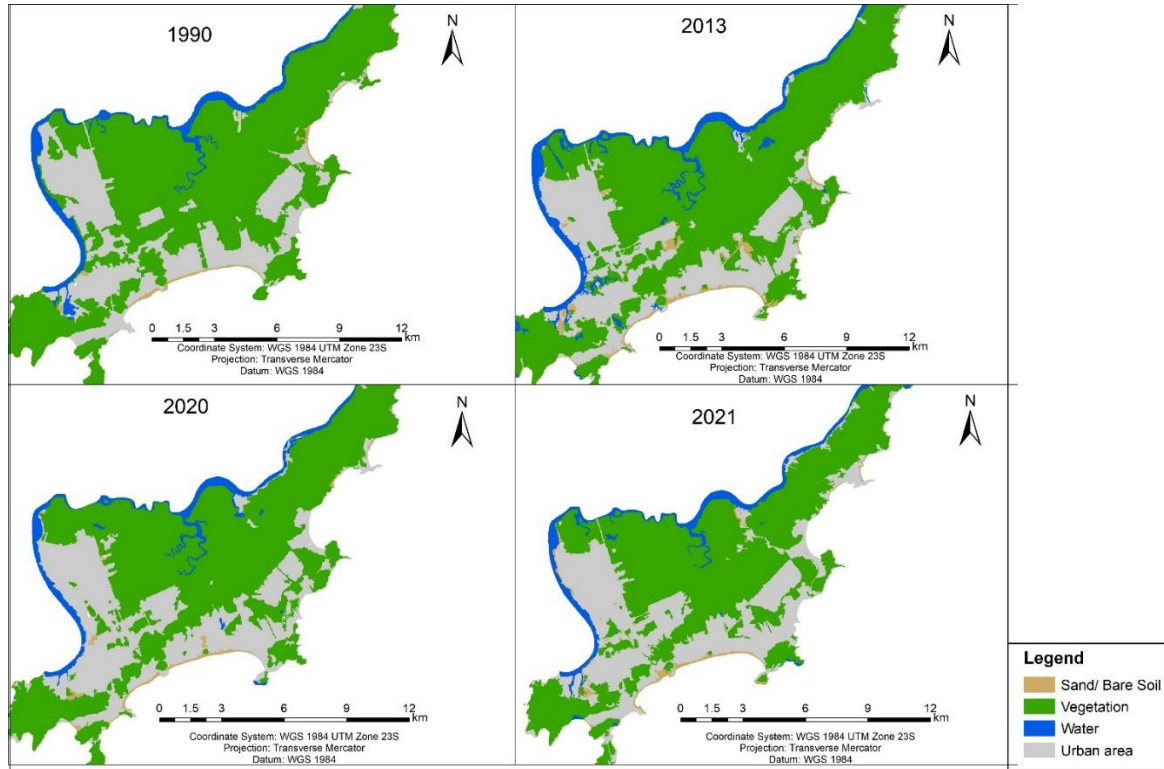 1990
N
0 1.5 3 6 9 12
km
Coordinate System: WGS 1984 UTM Zone 23S
Projection: Transverse Mercator
Datum: WGS 1984
2013
N
0 1.5 3 6 9 12
km
Coordinate System: WGS 1984 UTM Zone 23S
Projection: Transverse Mercator
Datum: WGS 1984
2020
N
0 1.5 3 6 9 12
km
Coordinate System: WGS 1984 UTM Zone 23S
Projection: Transverse Mercator
Datum: WGS 1984
2021
N
0 1.5 3 6 9 12
km
Coordinate System: WGS 1984 UTM Zone 23S
Projection: Transverse Mercator
Datum: WGS 1984
Legend
Sand/ Bare Soil
Vegetation
Water
Urban area